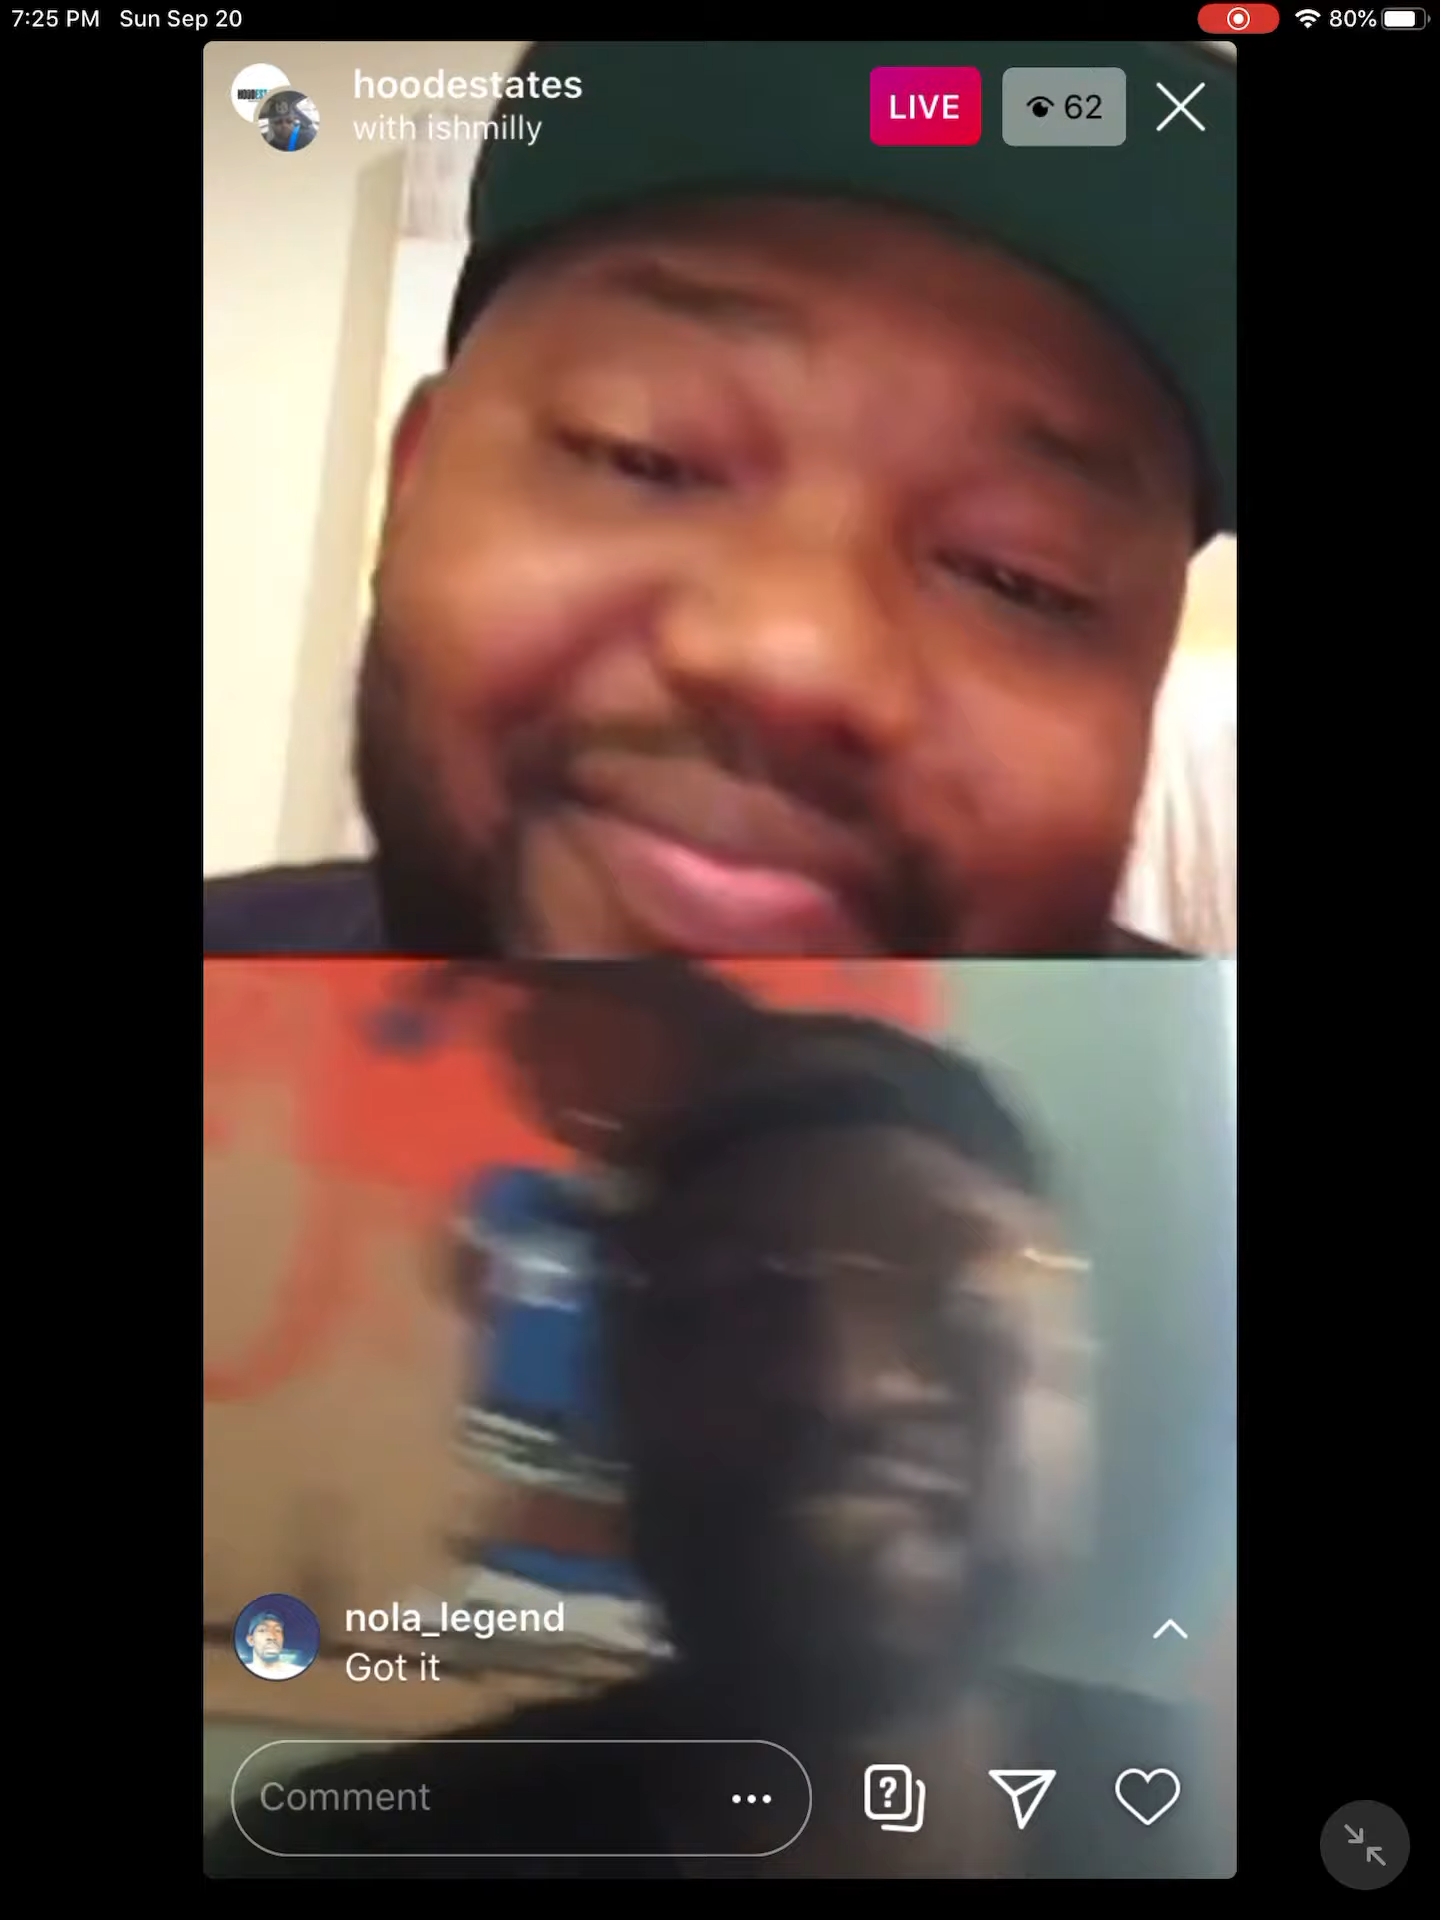 7:25 PM Sun Sep 20
80%
hoodestates
with ishmilly
LIVE
62
nola_legend
Got it
Comment